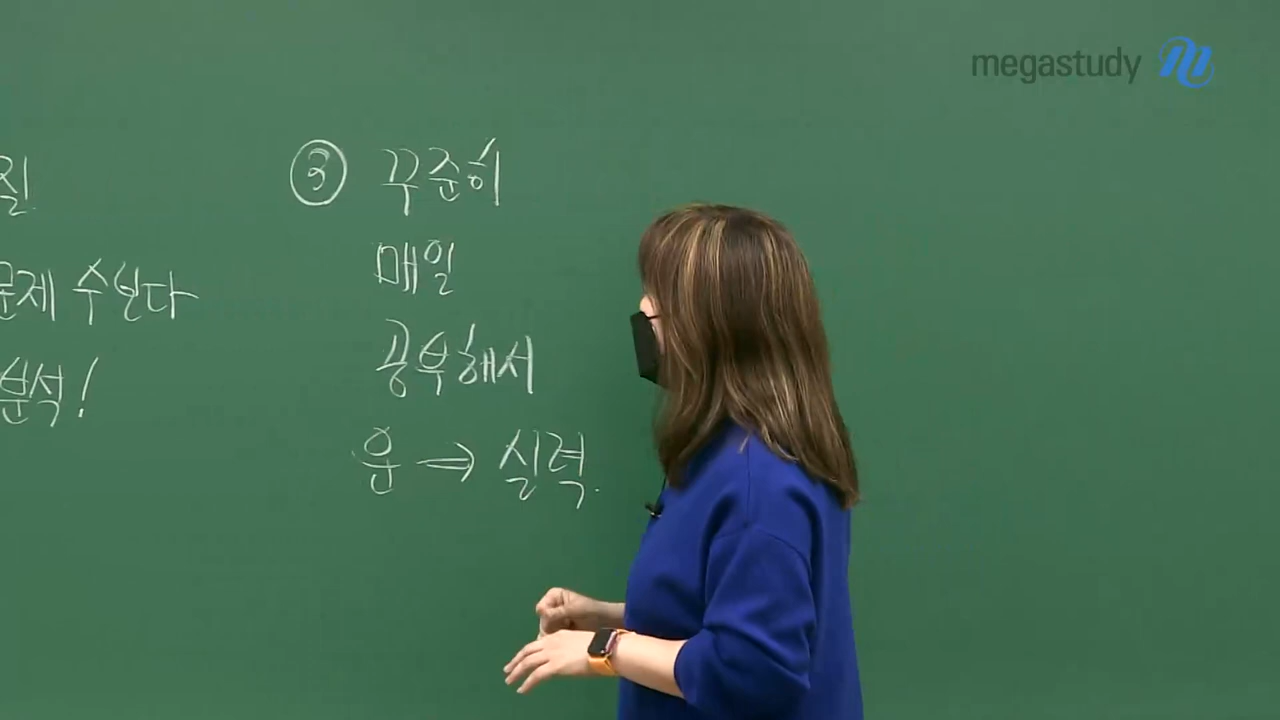 megastudy
질.
문제 수보다
분석!
③ 꾸준히
매일
공부해서
운 ⇒ 실력.